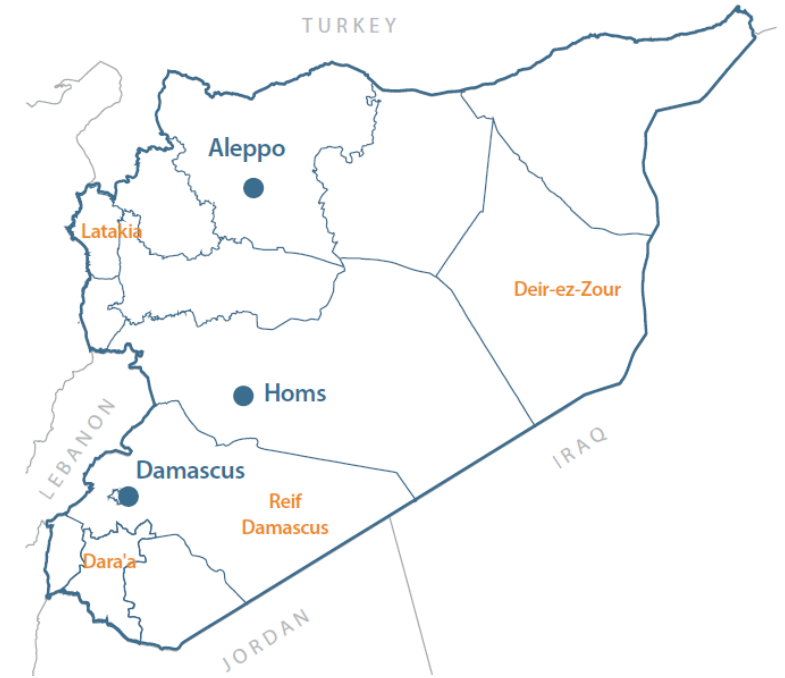 TURKEY
Aleppo
Latakia
Deir-ez-Zour
Homs
LEBANON
IRAQ
Damascus
Reif
Damascus
Dara'a
JORDAN